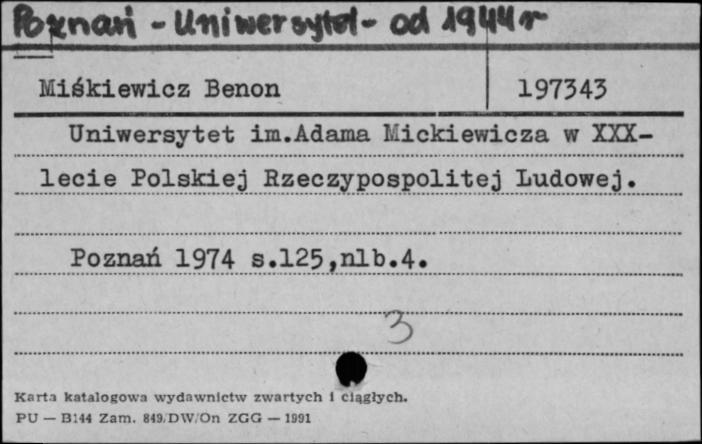 Poznań - Uniwersytet - od 1944 r
Miśkiewicz Benon 197343
Uniwersytet im.Adama Mickiewicza w XXX-
lecie Polskiej Rzeczypospolitej Ludowej.
Poznań 1974 s.125,nlb.4.
3
Karta katalogowa wydawnictw zwartych i ciągłych.
PU — B144 Zam. 849/DW/On ZGG — 1991